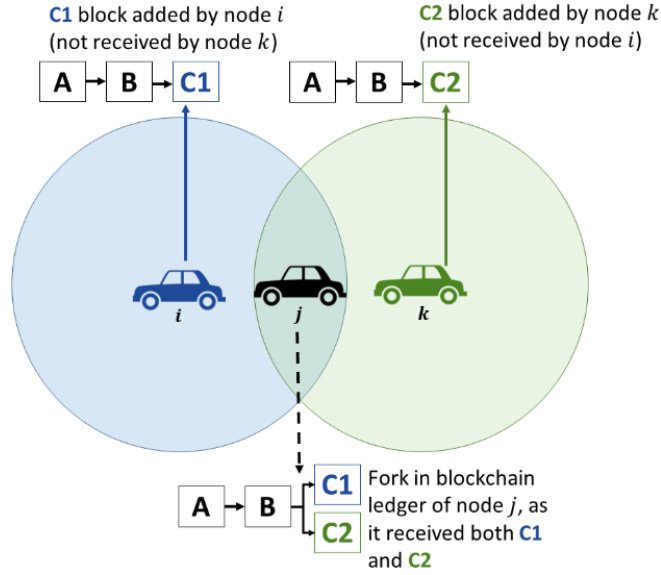 C1 block added by node i
(not received by node k)
C2 block added by node k
(not received by node i)
A B C1
A B C2
i
j
k
A B C1
C2
Fork in blockchain
ledger of node j, as
it received both C1
and C2